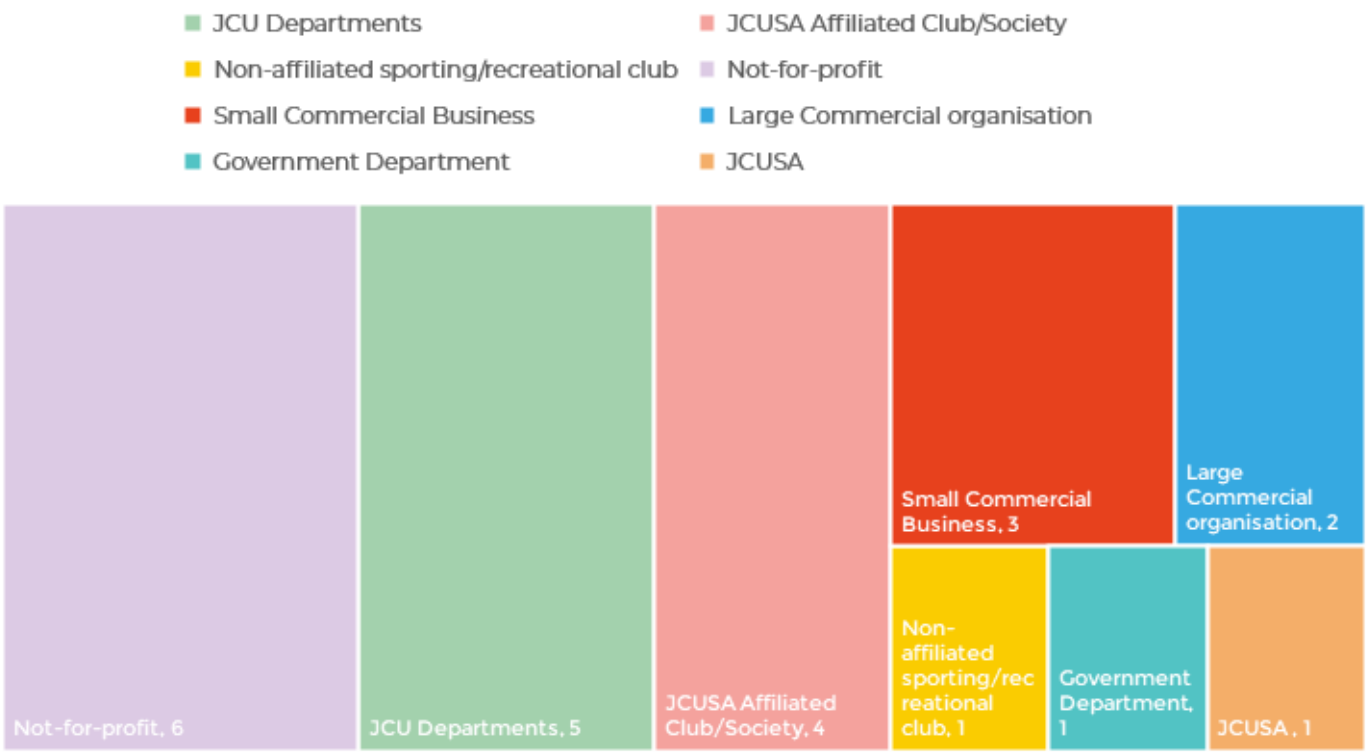 JCU Departments
JCUSA Affiliated Club/Society
Non-affiliated sporting/recreational club
Not-for-profit
Small Commercial Business
Large Commercial organisation
Government Department
JCUSA
Not-for-profit, 6
JCU Departments, 5
JCUSA Affiliated
Club/Society, 4
Small Commercial
Business, 3
Large
Commercial
organisation, 2
Non-
affiliated
sporting/rec
reational
club, 1
Government
Department,
1
JCUSA , 1